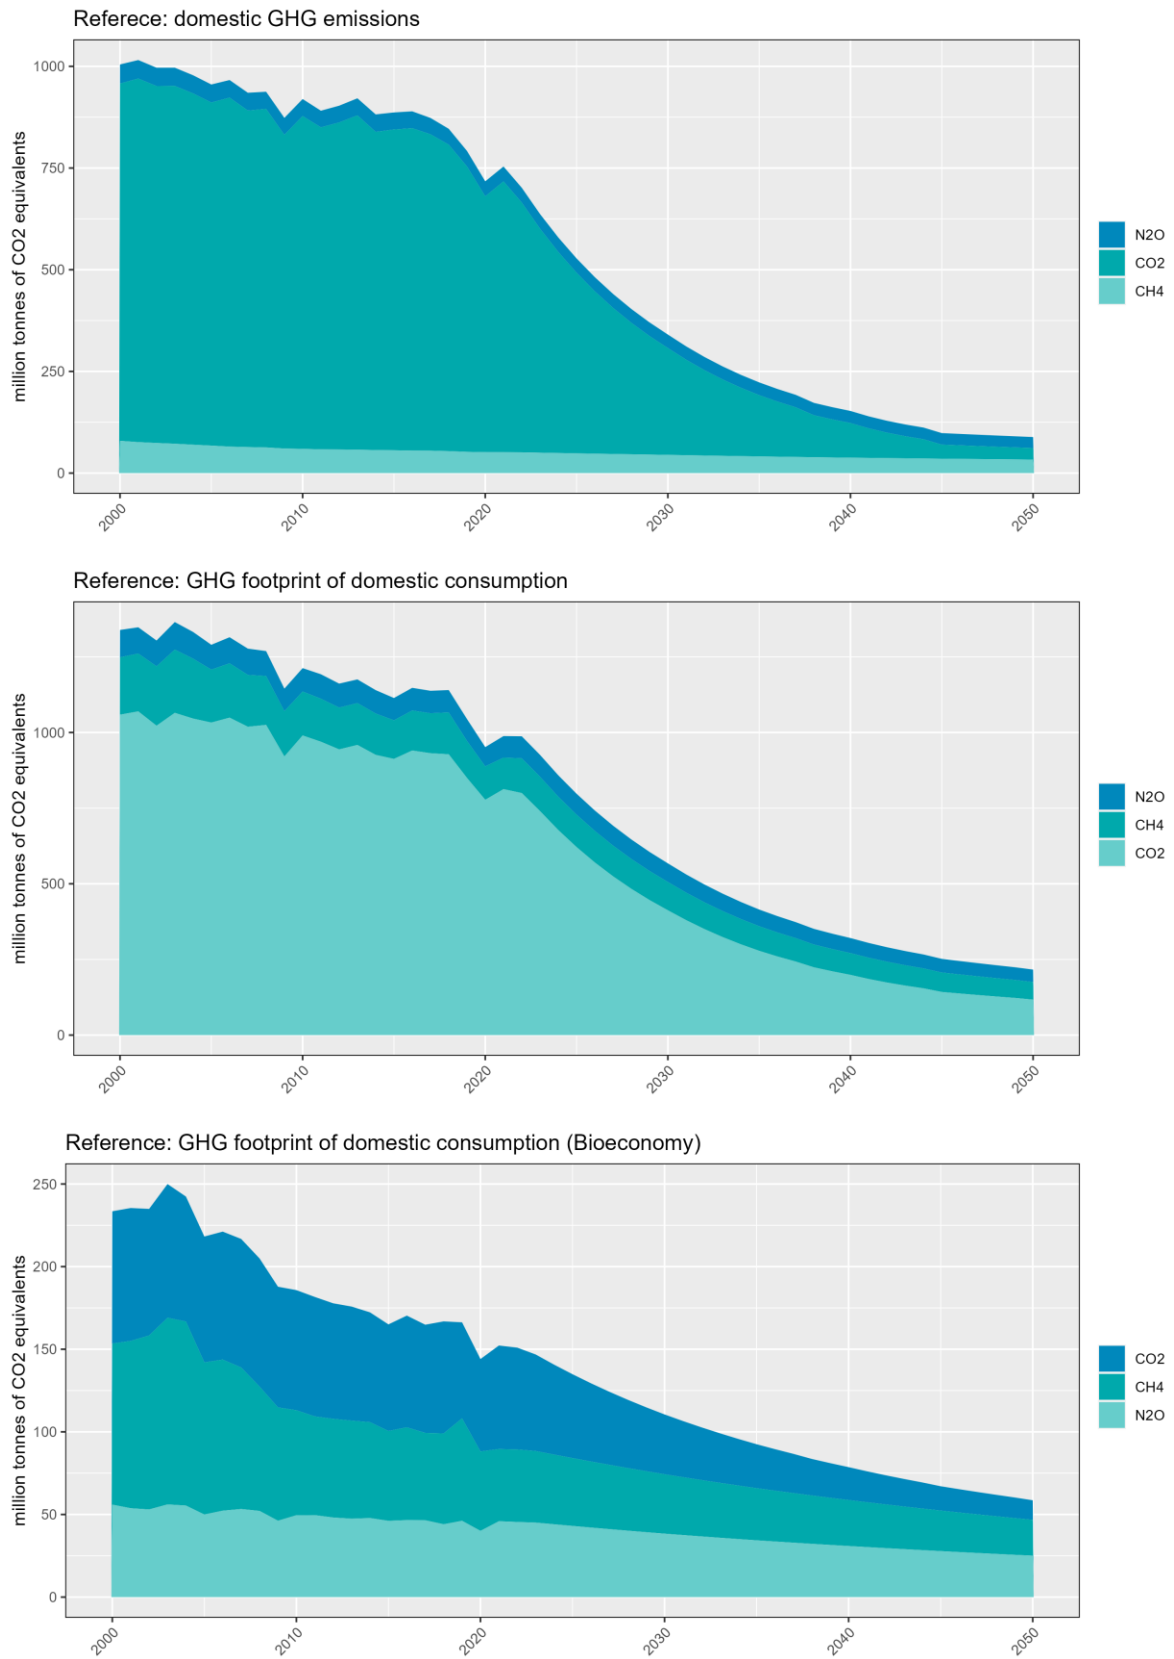 Referece: domestic GHG emissions
million tonnes of CO2 equivalents
1000
750
500
250
0
2000
2010
2020
2030
2040
2050
N2O
CO2
CH4
Reference: GHG footprint of domestic consumption
million tonnes of CO2 equivalents
1000
500
0
2000
2010
2020
2030
2040
2050
N2O
CH4
CO2
Reference: GHG footprint of domestic consumption (Bioeconomy)
million tonnes of CO2 equivalents
250
200
150
100
50
0
2000
2010
2020
2030
2040
2050
CO2
CH4
N2O